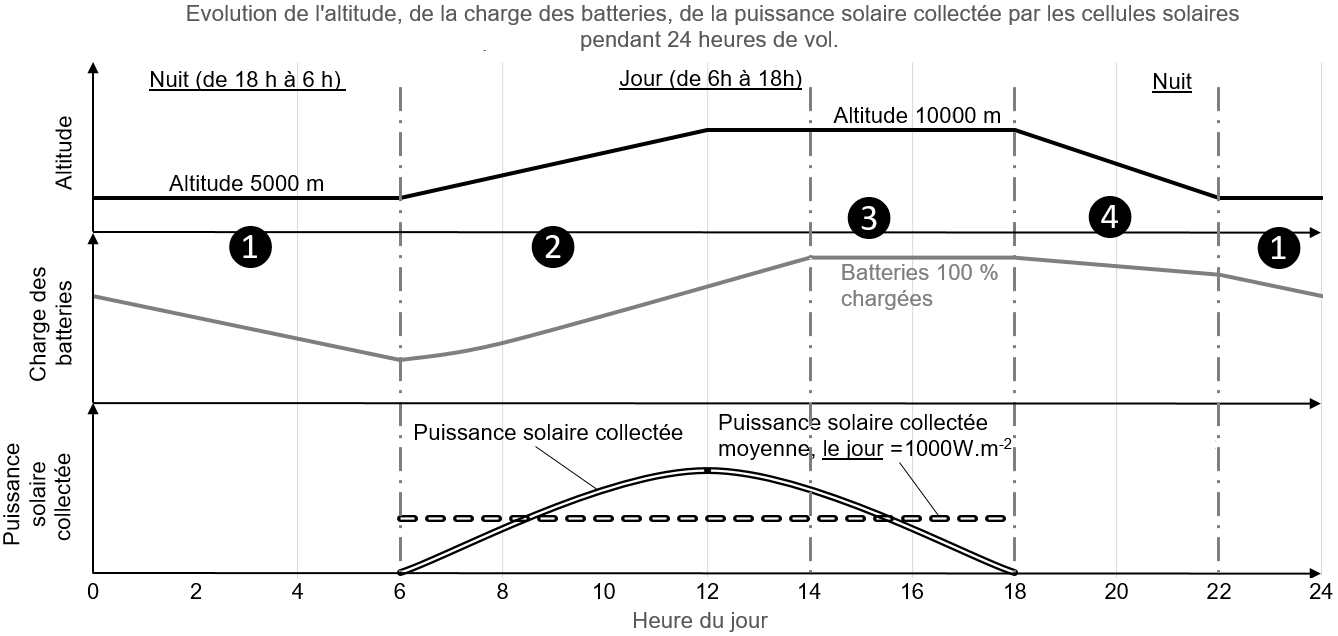 Evolution de l'altitude, de la charge des batteries, de la puissance solaire collectée par les cellules solaires
pendant 24 heures de vol.
Nuit (de 18 h à 6 h)
Jour (de 6h à 18h)
Nuit
Altitude
Altitude 5000 m
Altitude 10000 m
1
2
3
4
1
Charge des
batteries
Batteries 100 %
chargées
Puissance
solaire
collectée
Puissance solaire collectée
Puissance solaire collectée
moyenne, le jour =1000W.m-2
0 2 4 6 8 10 12 14 16 18 20 22 24
Heure du jour